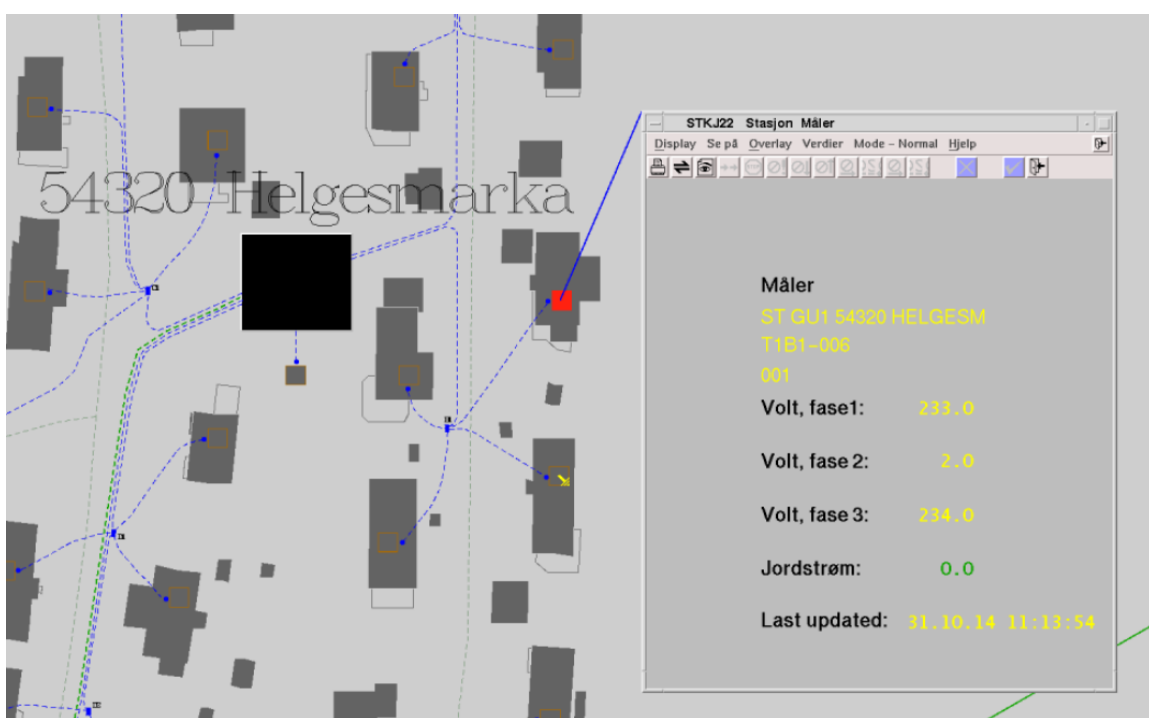 54320 Helgesmarka
STKJ22 Stasjon Måler
Display Se på Overlay Verdier Mode – Normal Hjelp
Måler
ST GU1 54320 HELGESM
T1B1-006
001
Volt, fase1: 233.0
Volt, fase 2: 2.0
Volt, fase 3: 234.0
Jordstrøm: 0.0
Last updated: 31.10.14 11:13:54